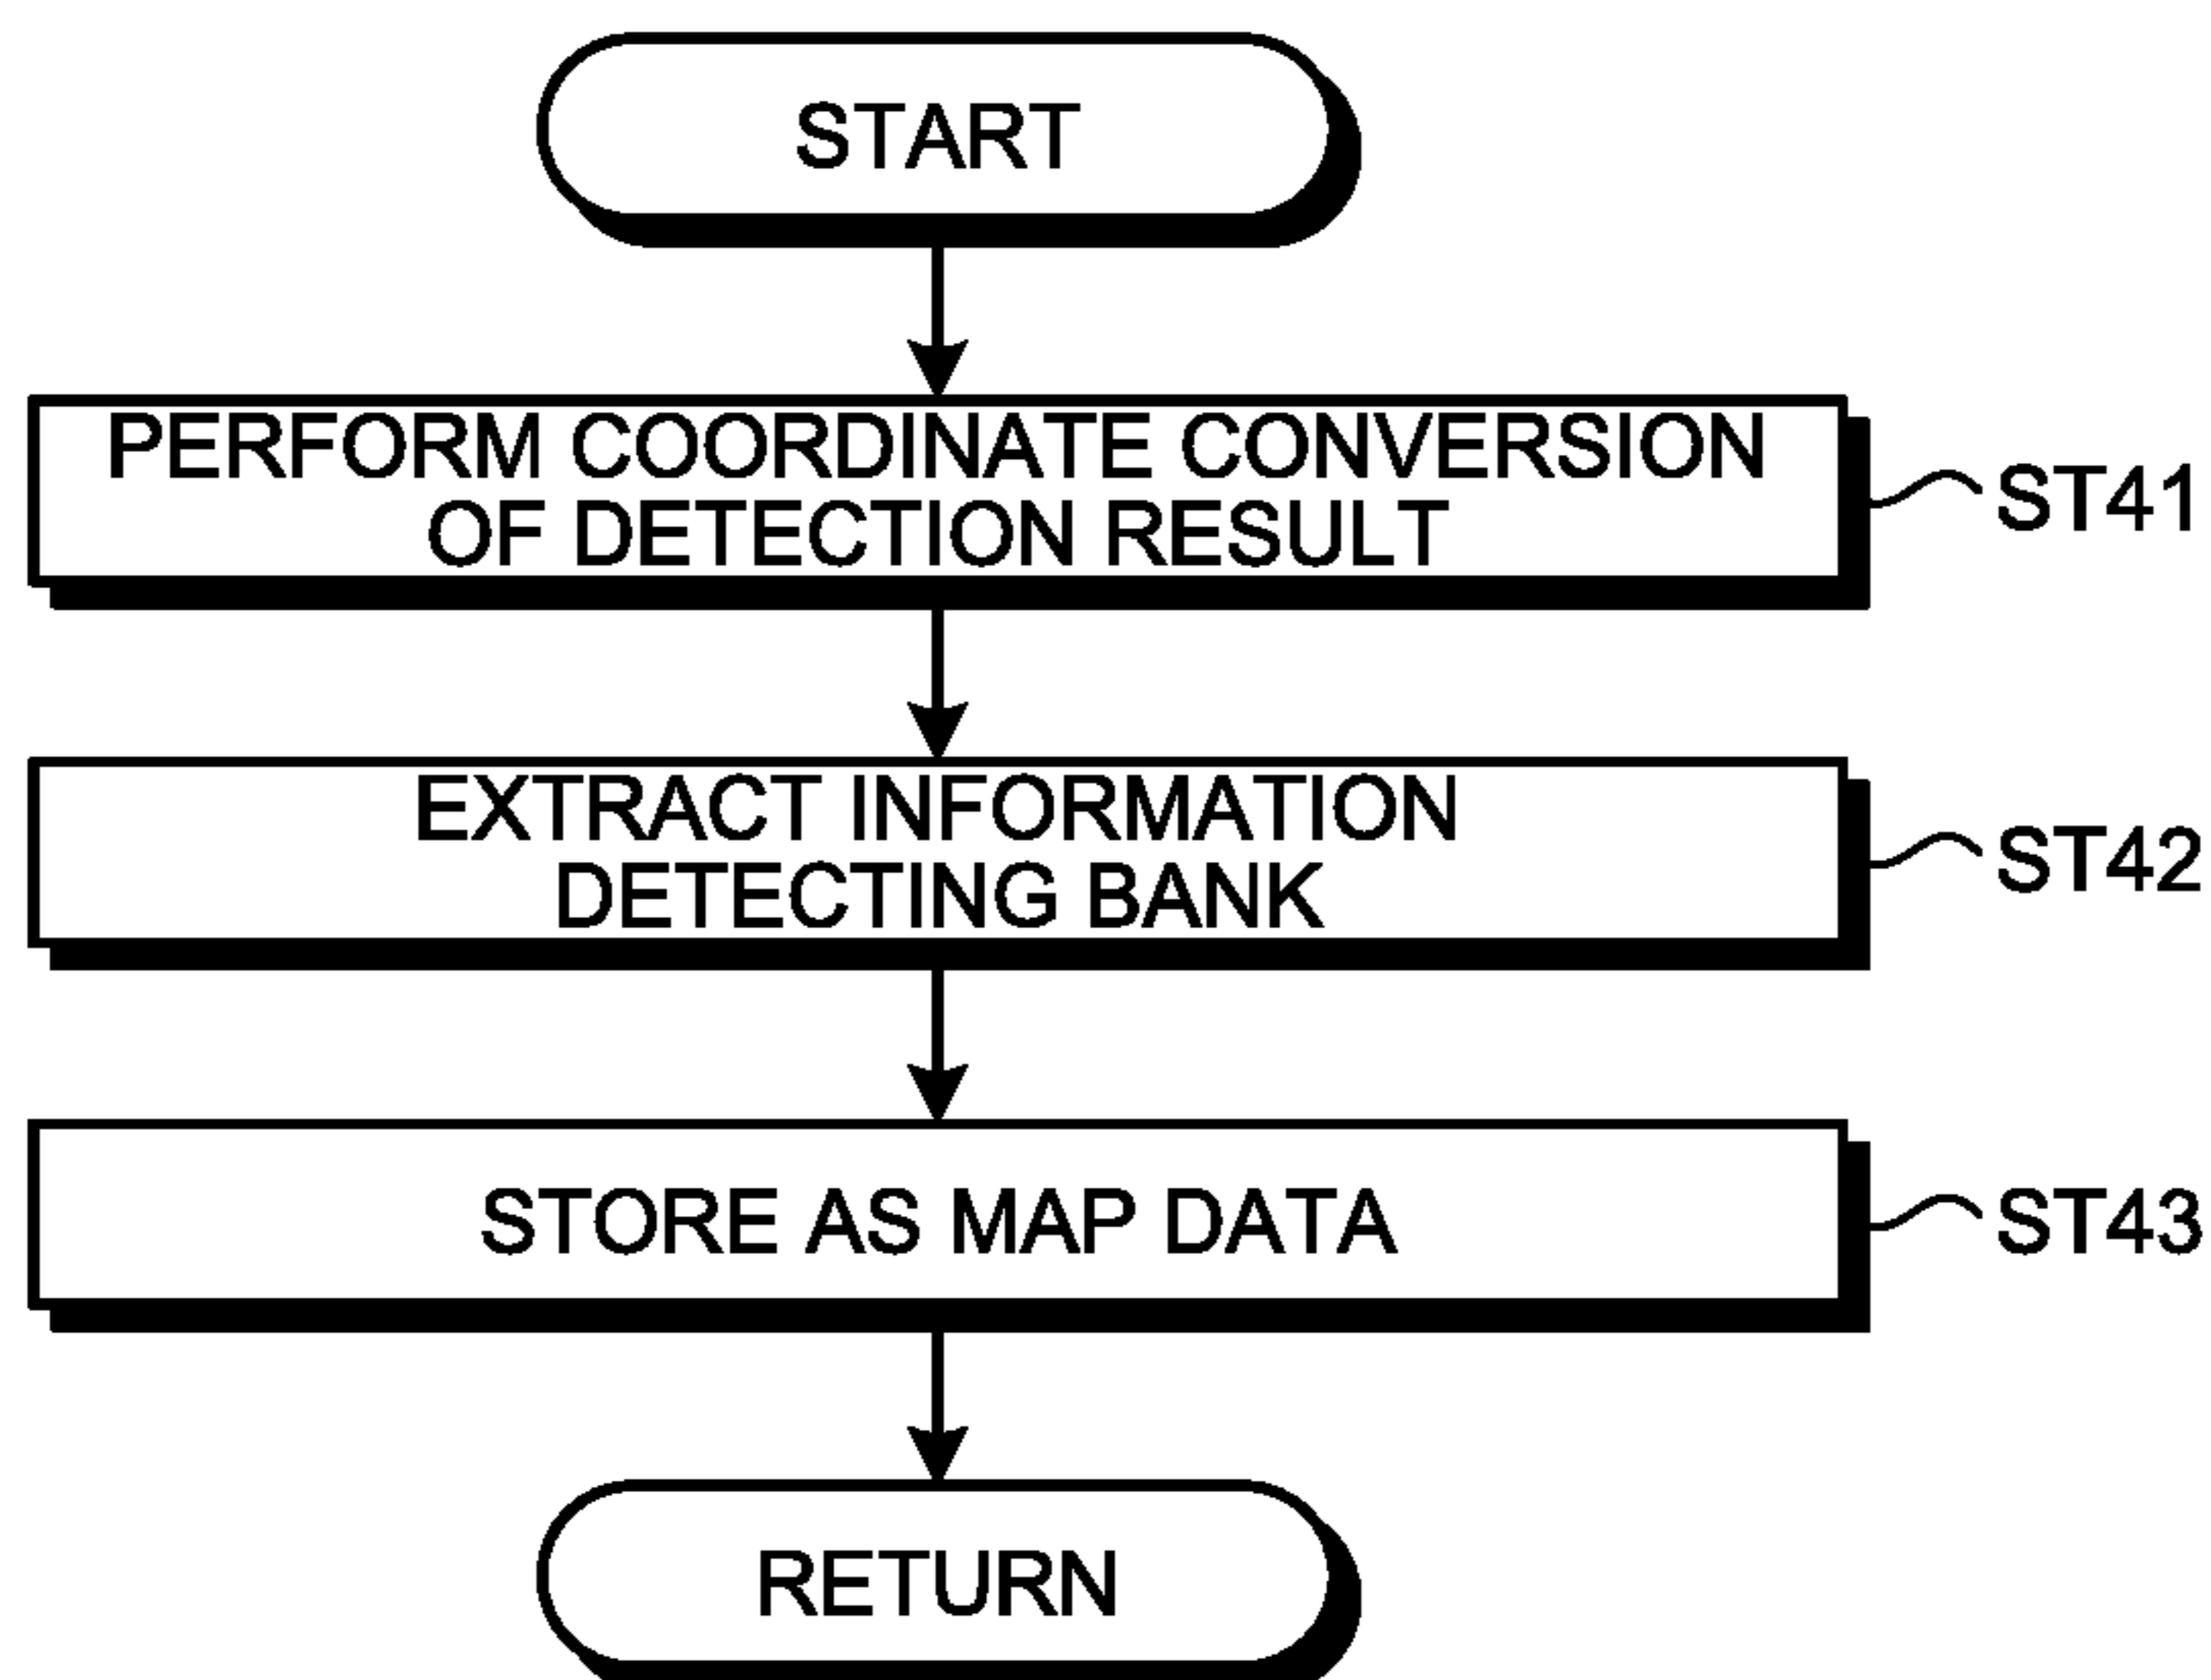 START
PERFORM COORDINATE CONVERSION
OF DETECTION RESULT
ST41
EXTRACT INFORMATION
DETECTING BANK
ST42
STORE AS MAP DATA
ST43
RETURN